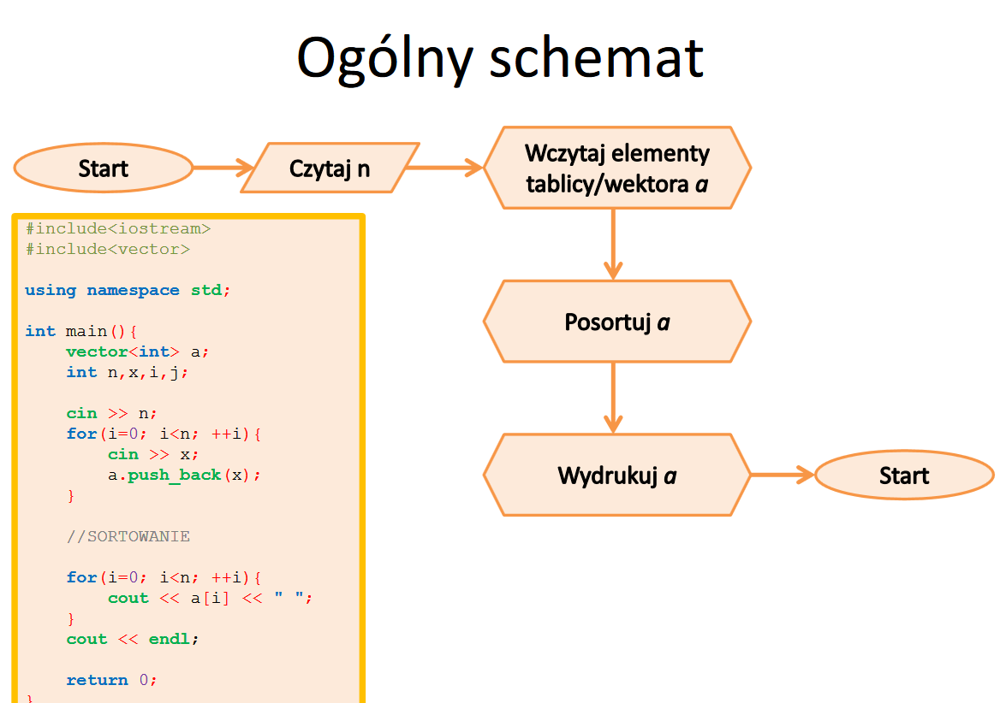 Ogólny schemat
Start
Czytaj n
Wczytaj elementy
tablicy/wektora a
Posortuj a
Wydrukuj a
Start
#include<iostream>
#include<vector>
using namespace std;
int main(){
    vector<int> a;
    int n,x,i,j;
    cin >> n;
    for(i=0; i<n; ++i){
        cin >> x;
        a.push_back(x);
    }
    //SORTOWANIE
    for(i=0; i<n; ++i){
        cout << a[i] << " ";
    }
    cout << endl;
    return 0;
}